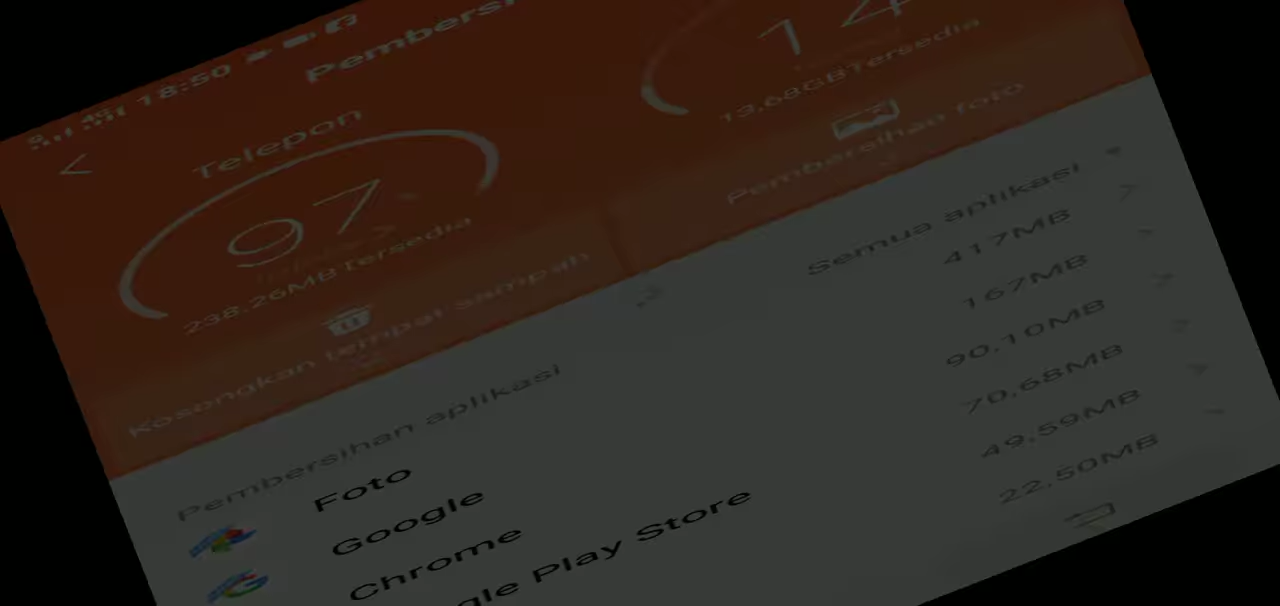 4G 18:50
Pembersi
Telepon
97
238.26MB Tersedia
Kosongkan tempat sampah
14
13.68GB Tersedia
Pembersihan foto
Pembersihan aplikasi
Semua aplikasi
Foto
417MB
Google
167MB
Chrome
90.10MB
gle Play Store
70.68MB
49.59MB
22.50MB